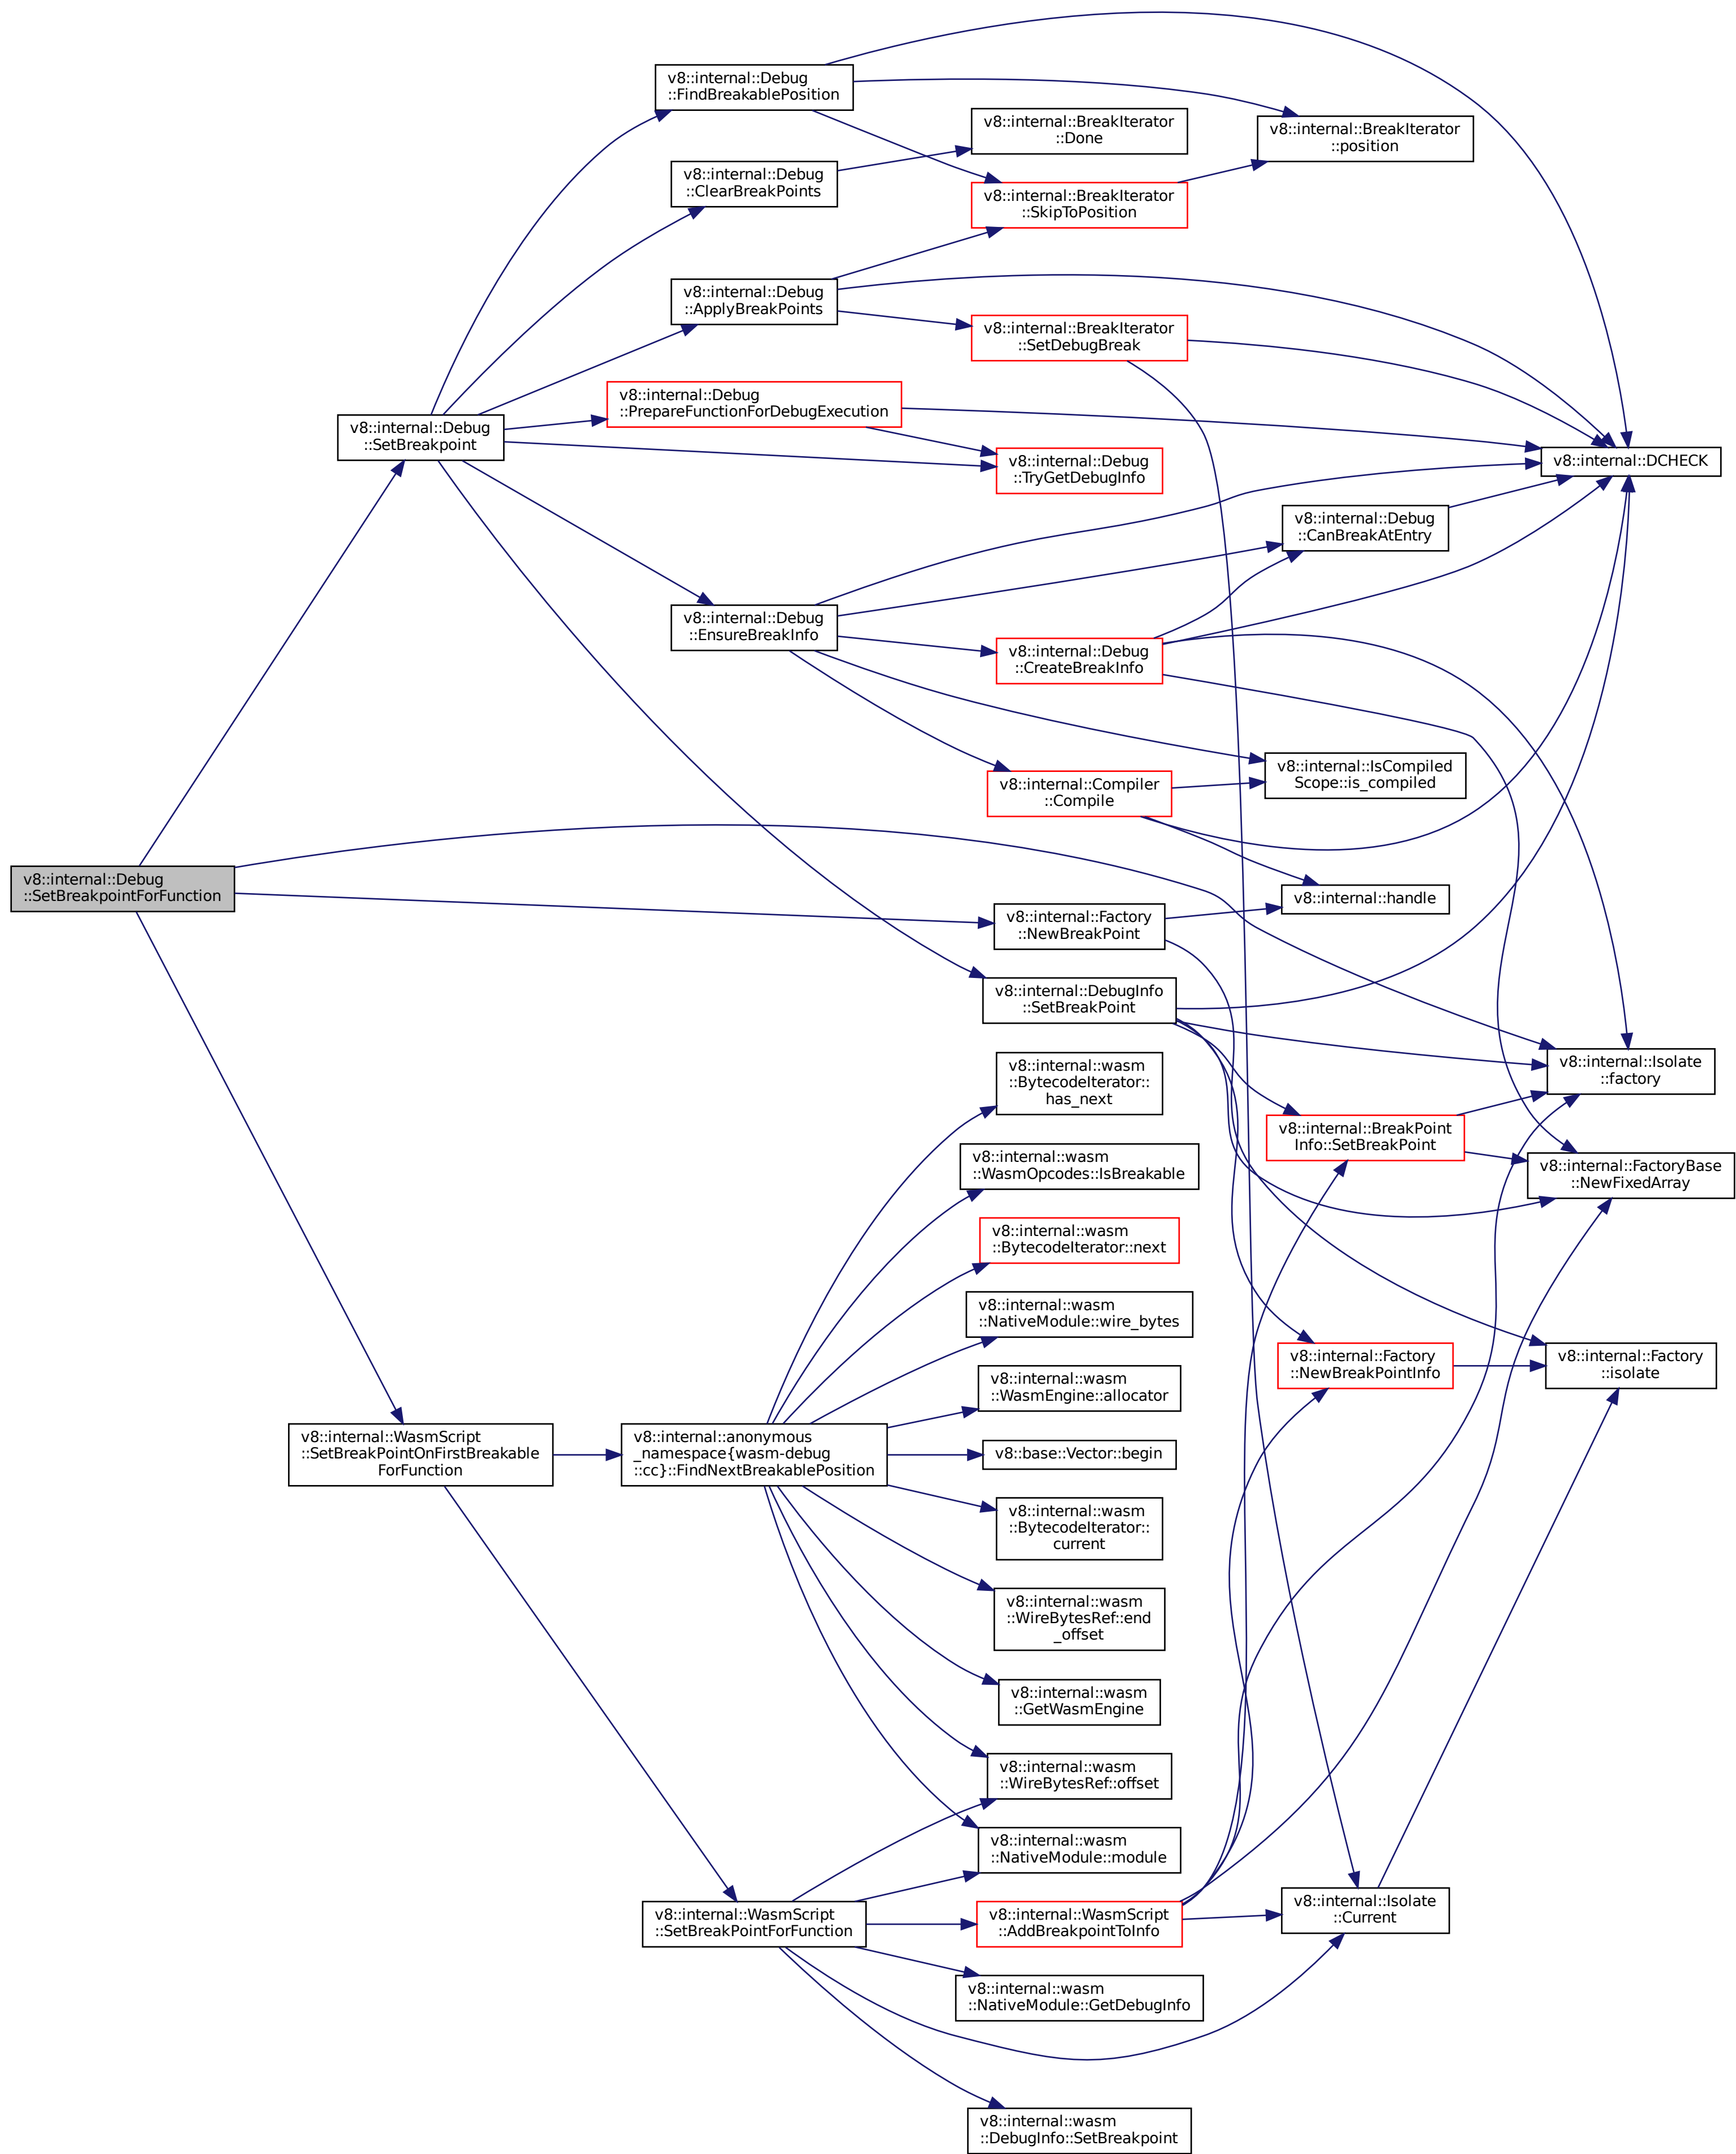 v8::internal::Debug
::FindBreakablePosition
v8::internal::BreakIterator
::Done
v8::internal::BreakIterator
::position
v8::internal::Debug
::ClearBreakPoints
v8::internal::BreakIterator
::SkipToPosition
v8::internal::Debug
::ApplyBreakPoints
v8::internal::BreakIterator
::SetDebugBreak
v8::internal::Debug
::PrepareFunctionForDebugExecution
v8::internal::Debug
::SetBreakpoint
v8::internal::Debug
::TryGetDebugInfo
v8::internal::DCHECK
v8::internal::Debug
::CanBreakAtEntry
v8::internal::Debug
::EnsureBreakInfo
v8::internal::Debug
::CreateBreakInfo
v8::internal::Compiler
::Compile
v8::internal::IsCompiled
Scope::is_compiled
v8::internal::Debug
::SetBreakpointForFunction
v8::internal::handle
v8::internal::Factory
::NewBreakPoint
v8::internal::DebugInfo
::SetBreakPoint
v8::internal::Isolate
::factory
v8::internal::wasm
::BytecodeIterator::
has_next
v8::internal::BreakPoint
Info::SetBreakPoint
v8::internal::FactoryBase
::NewFixedArray
v8::internal::wasm
::WasmOpcodes::IsBreakable
v8::internal::wasm
::BytecodeIterator::next
v8::internal::wasm
::NativeModule::wire_bytes
v8::internal::Factory
::NewBreakPointInfo
v8::internal::Factory
::isolate
v8::internal::wasm
::WasmEngine::allocator
v8::internal::WasmScript
::SetBreakPointOnFirstBreakable
ForFunction
v8::internal::anonymous
_namespace{wasm-debug
::cc}::FindNextBreakablePosition
v8::base::Vector::begin
v8::internal::wasm
::BytecodeIterator::
current
v8::internal::wasm
::WireBytesRef::end
_offset
v8::internal::wasm
::GetWasmEngine
v8::internal::wasm
::WireBytesRef::offset
v8::internal::wasm
::NativeModule::module
v8::internal::WasmScript
::SetBreakPointForFunction
v8::internal::WasmScript
::AddBreakpointToInfo
v8::internal::Isolate
::Current
v8::internal::wasm
::NativeModule::GetDebugInfo
v8::internal::wasm
::DebugInfo::SetBreakpoint